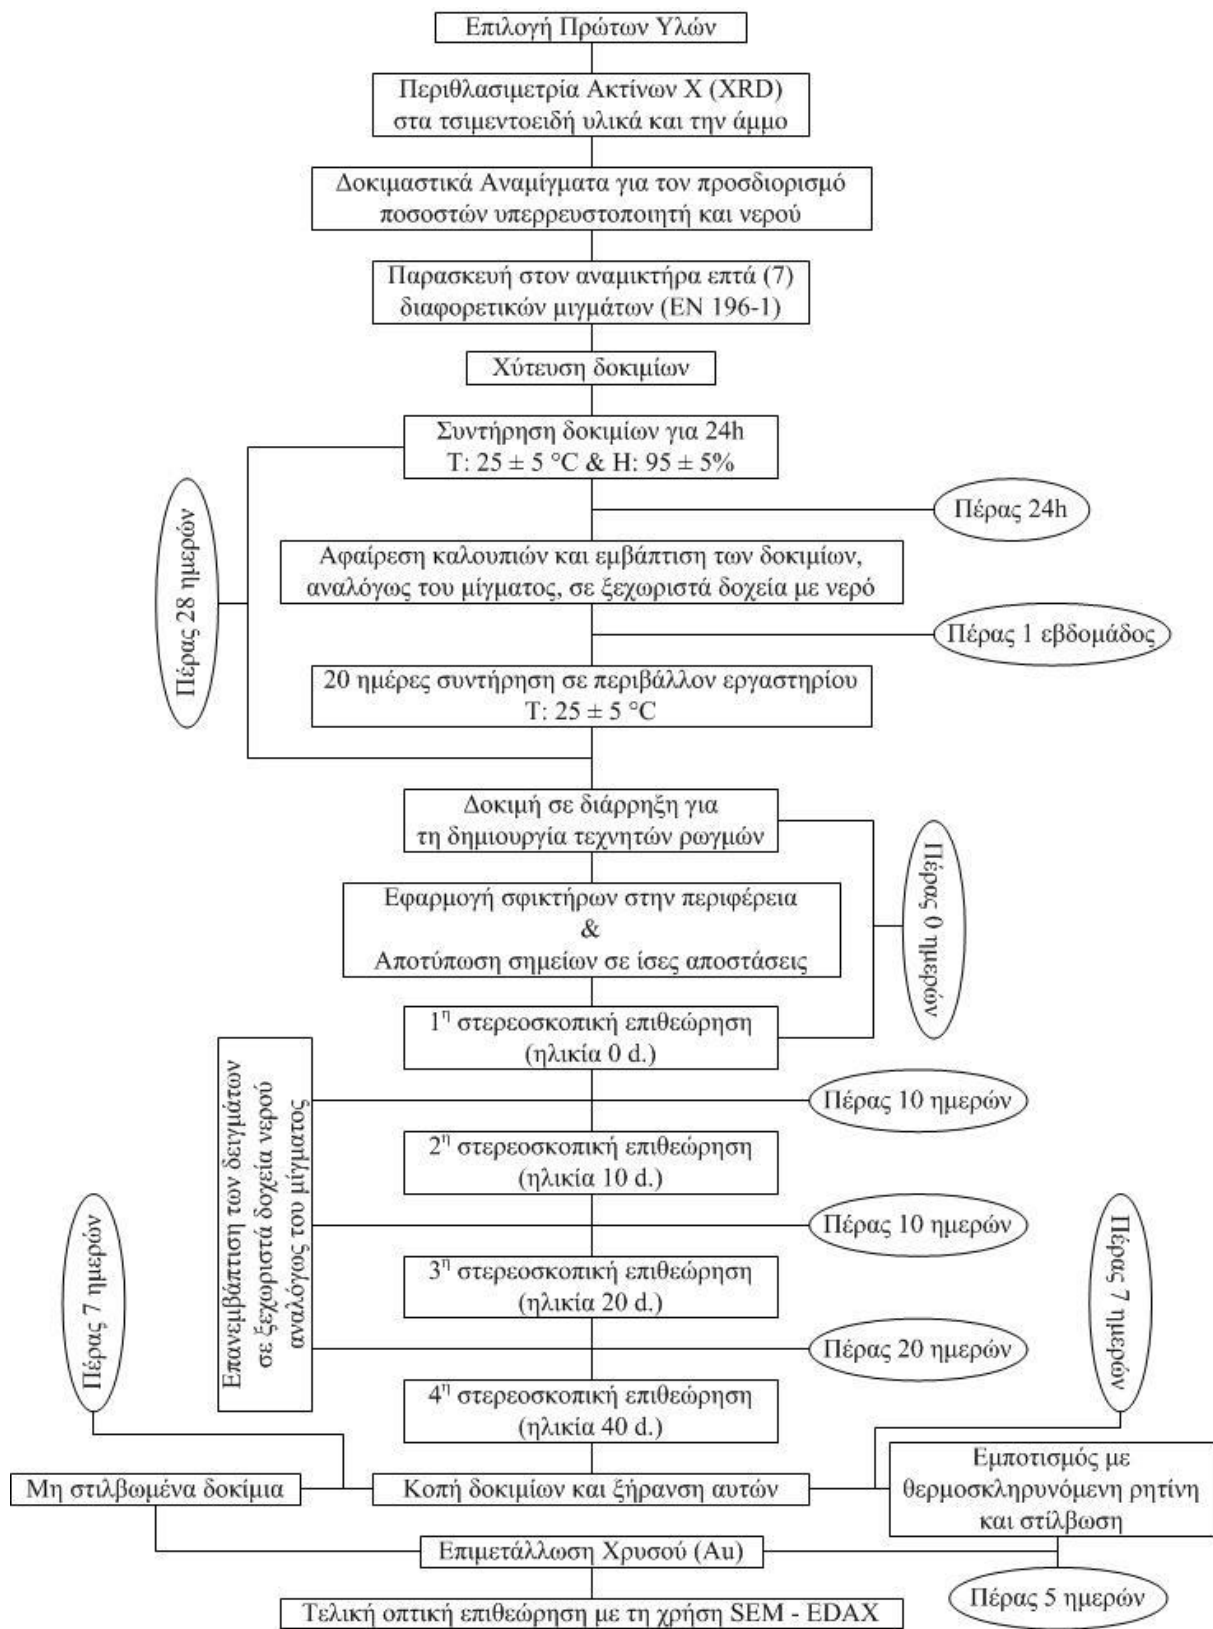 Επιλογή Πρώτων Υλών
Περιθλασιμετρία Ακτίνων Χ (XRD)
στα τσιμεντοειδή υλικά και την άμμο
Δοκιμαστικά Αναμίγματα για τον προσδιορισμό
ποσοστών υπερρευστοποιητή και νερού
Παρασκευή στον αναμικτήρα επτά (7)
διαφορετικών μιγμάτων (EN 196-1)
Χύτευση δοκιμίων
Συντήρηση δοκιμίων για 24h
T: 25 ± 5 °C & H: 95 ± 5%
Πέρας 24h
Πέρας 28 ημερών
Αφαίρεση καλουπιών και εμβάπτιση των δοκιμίων,
αναλόγως του μίγματος, σε ξεχωριστά δοχεία με νερό
Πέρας 1 εβδομάδος
20 ημέρες συντήρηση σε περιβάλλον εργαστηρίου
T: 25 ± 5 °C
Δοκιμή σε διάρρηξη για
τη δημιουργία τεχνητών ρωγμών
Πέρας 0 ημερών
Εφαρμογή σφικτήρων στην περιφέρεια
&
Αποτύπωση σημείων σε ίσες αποστάσεις
1η στερεοσκοπική επιθεώρηση
(ηλικία 0 d.)
Επανεμβάπτιση των δειγμάτων
σε ξεχωριστά δοχεία νερού
αναλόγως του μίγματος
Πέρας 10 ημερών
2η στερεοσκοπική επιθεώρηση
(ηλικία 10 d.)
Πέρας 10 ημερών
3η στερεοσκοπική επιθεώρηση
(ηλικία 20 d.)
Πέρας 20 ημερών
4η στερεοσκοπική επιθεώρηση
(ηλικία 40 d.)
Πέρας 7 ημερών
Πέρας 7 ημερών
Μη στιλβωμένα δοκίμια
Κοπή δοκιμίων και ξήρανση αυτών
Εμποτισμός με
θερμοσκληρυνόμενη ρητίνη
και στίλβωση
Επιμετάλλωση Χρυσού (Au)
Πέρας 5 ημερών
Τελική οπτική επιθεώρηση με τη χρήση SEM - EDAX